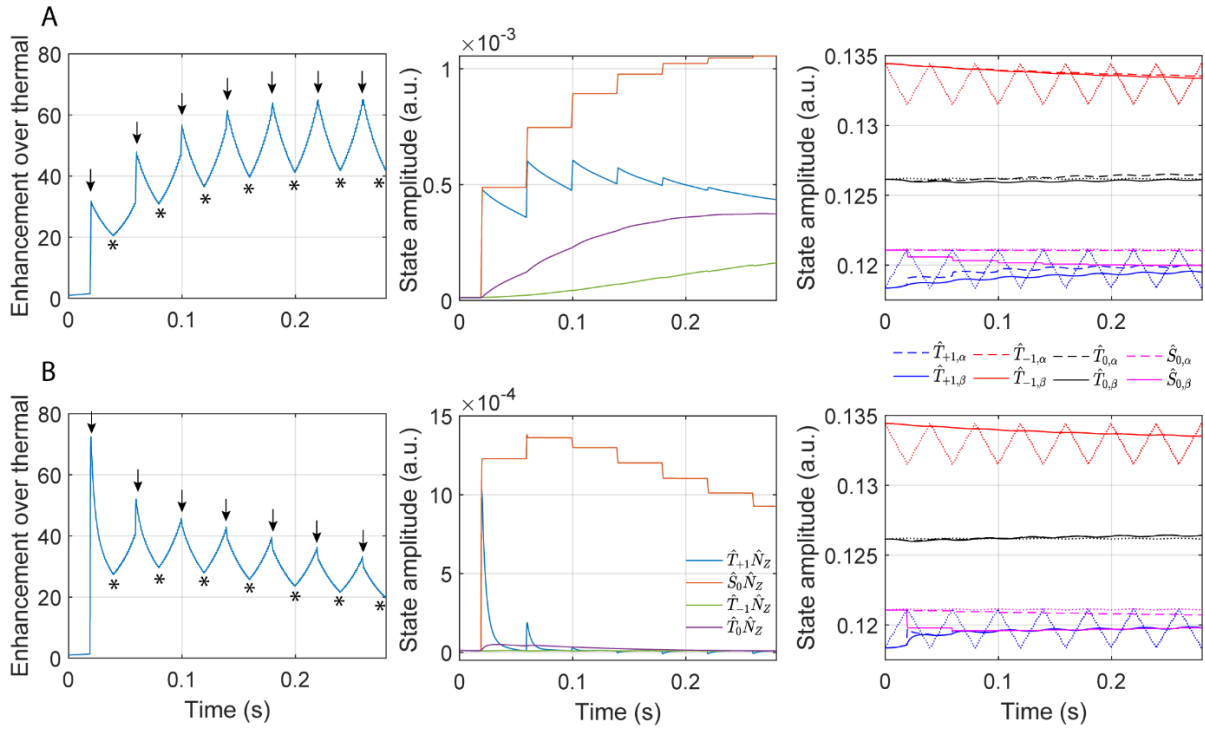 A
Enhancement over thermal
80
60
40
20
0
0
0.1
0.2
* * * * * * *
×10⁻³
State amplitude (a.u.)
1
0.5
0
0
0.1
0.2
State amplitude (a.u.)
0.135
0.13
0.125
0.12
0
0.1
0.2
T̂₊₁,α T̂₋₁,α T̂₀,α Ŝ₀,α
T̂₊₁,β T̂₋₁,β T̂₀,β Ŝ₀,β
B
Enhancement over thermal
80
60
40
20
0
0
0.1
0.2
Time (s)
* * * * * * *
×10⁻⁴
State amplitude (a.u.)
15
10
5
0
0
0.1
0.2
Time (s)
T̂₊₁N̂_Z
Ŝ₀N̂_Z
T̂₋₁N̂_Z
T̂₀N̂_Z
State amplitude (a.u.)
0.135
0.13
0.125
0.12
0
0.1
0.2
Time (s)